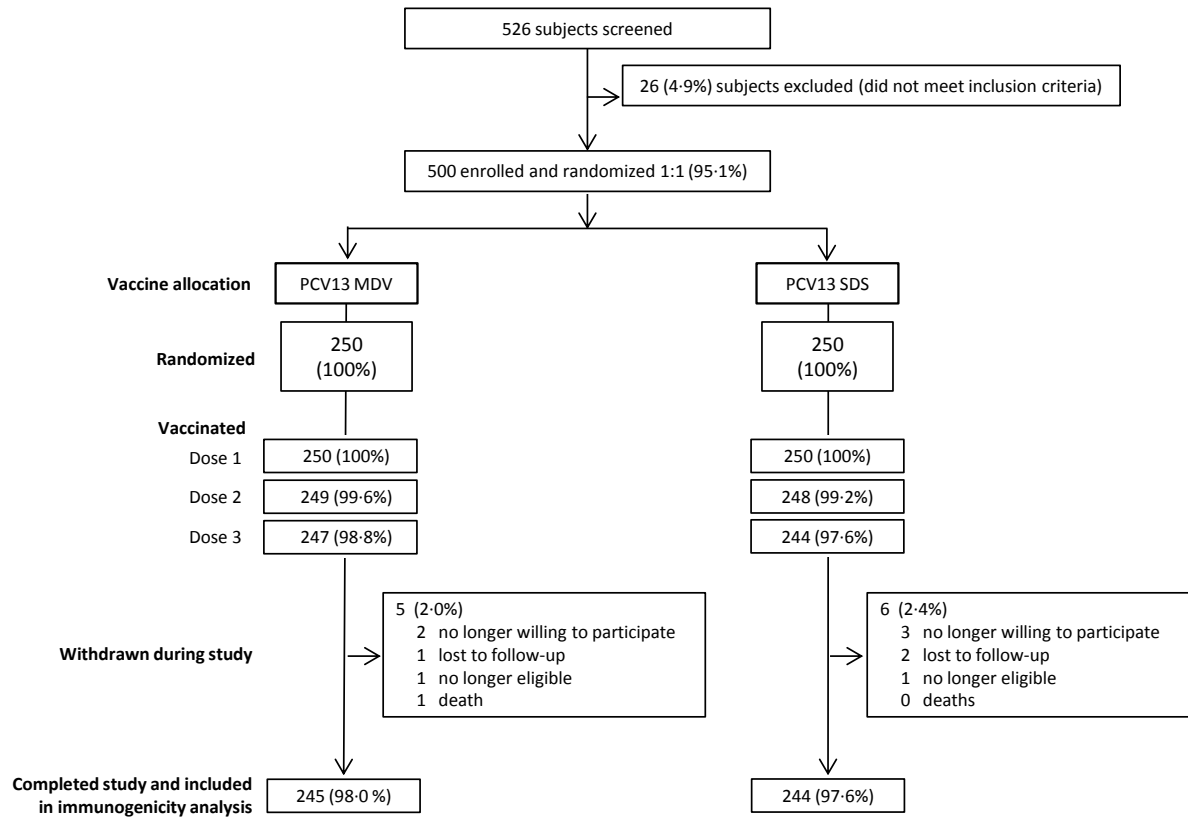 526 subjects screened
26 (4·9%) subjects excluded (did not meet inclusion criteria)
500 enrolled and randomized 1:1 (95·1%)
Vaccine allocation
PCV13 MDV
PCV13 SDS
Randomized
250
(100%)
250
(100%)
Vaccinated
Dose 1
250 (100%)
250 (100%)
Dose 2
249 (99·6%)
248 (99·2%)
Dose 3
247 (98·8%)
244 (97·6%)
Withdrawn during study
5 (2·0%)
2 no longer willing to participate
1 lost to follow-up
1 no longer eligible
1 death
6 (2·4%)
3 no longer willing to participate
2 lost to follow-up
1 no longer eligible
0 deaths
Completed study and included
in immunogenicity analysis
245 (98·0 %)
244 (97·6%)